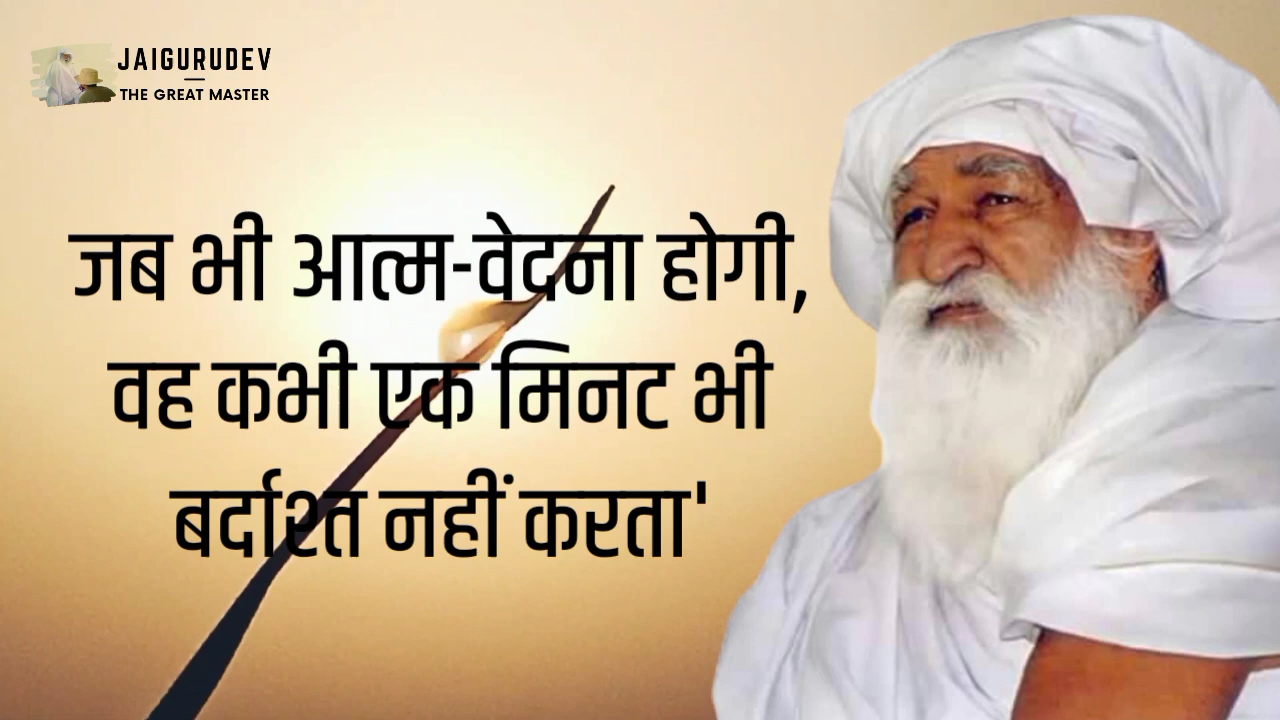 JAIGURUDEV
THE GREAT MASTER
जब भी आत्म-वेदना होगी,
वह कभी एक मिनट भी
बर्दाश्त नहीं करता'